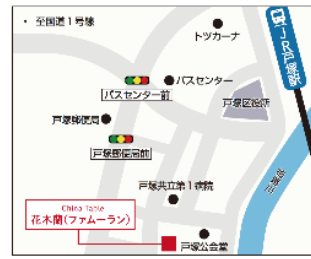 ・ 至国道1号線
トツカーナ
JR戸塚駅
バスセンター
バスセンター前
戸塚区役所
戸塚郵便局
戸塚郵便局前
戸塚共立第1病院
China Table
花木蘭(ファムーラン)
戸塚公会堂